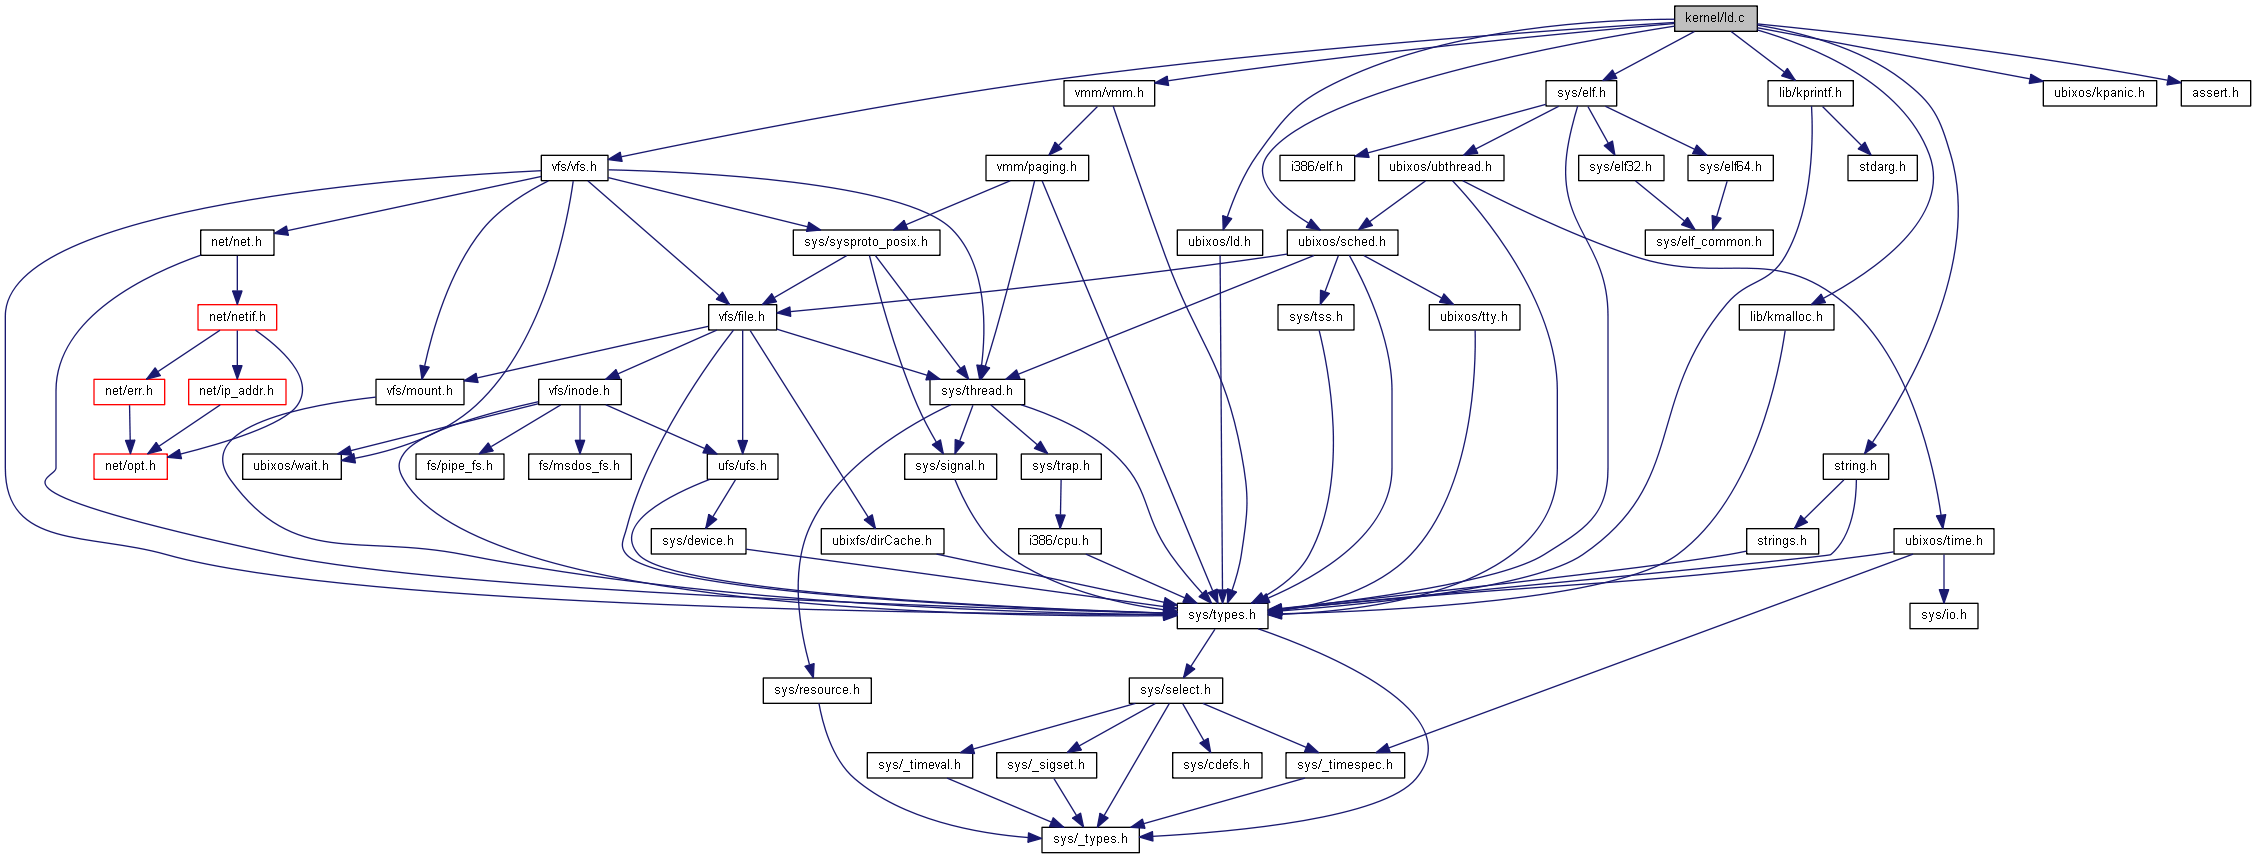 kernel/ld.c
vmm/vmm.h
sys/elf.h
lib/kprintf.h
ubixos/kpanic.h
assert.h
vfs/vfs.h
vmm/paging.h
i386/elf.h
ubixos/ubthread.h
sys/elf32.h
sys/elf64.h
stdarg.h
net/net.h
sys/sysproto_posix.h
ubixos/ld.h
ubixos/sched.h
sys/elf_common.h
net/netif.h
vfs/file.h
sys/tss.h
ubixos/tty.h
lib/kmalloc.h
net/err.h
net/ip_addr.h
vfs/mount.h
vfs/inode.h
sys/thread.h
net/opt.h
ubixos/wait.h
fs/pipe_fs.h
fs/msdos_fs.h
ufs/ufs.h
sys/signal.h
sys/trap.h
string.h
sys/device.h
ubixfs/dirCache.h
i386/cpu.h
strings.h
ubixos/time.h
sys/types.h
sys/io.h
sys/resource.h
sys/select.h
sys/_timeval.h
sys/_sigset.h
sys/cdefs.h
sys/_timespec.h
sys/_types.h